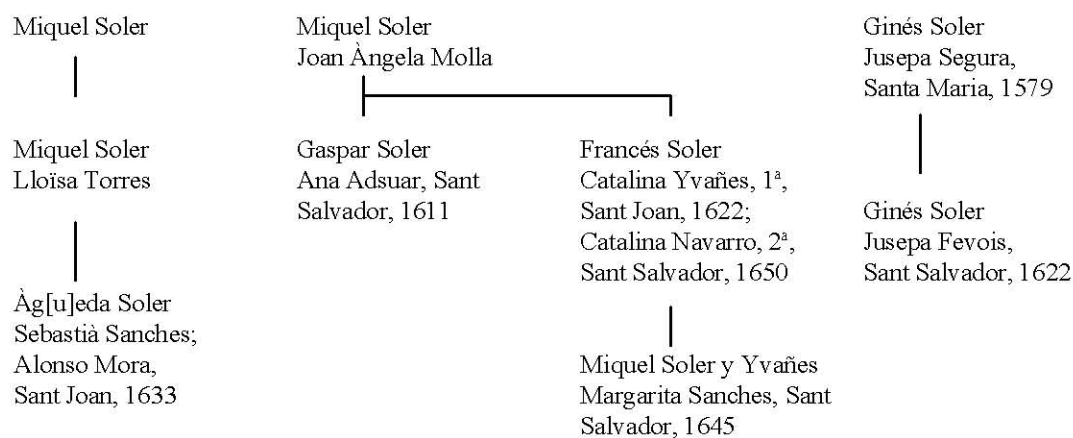 Miquel Soler
Miquel Soler
Lloïsa Torres
Àg[u]eda Soler
Sebastià Sanches;
Alonso Mora,
Sant Joan, 1633
Miquel Soler
Joan Àngela Molla
Gaspar Soler
Ana Adsuar, Sant
Salvador, 1611
Francés Soler
Catalina Yvañes, 1ª,
Sant Joan, 1622;
Catalina Navarro, 2ª,
Sant Salvador, 1650
Miquel Soler y Yvañes
Margarita Sanches, Sant
Salvador, 1645
Ginés Soler
Jusepa Segura,
Santa Maria, 1579
Ginés Soler
Jusepa Fevois,
Sant Salvador, 1622